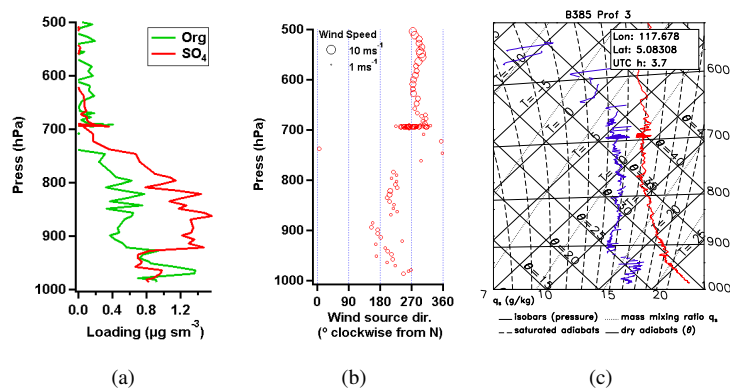 B385 Prof 3
500
600
700
800
900
1000
Press (hPa)
Org
SO4
0.0
0.4
0.8
1.2
Loading (µg sm-3)
500
600
700
800
900
1000
Press (hPa)
Wind Speed
10 ms-1
1 ms-1
0
90
180
270
360
Wind source dir.
(º clockwise from N)
Lon: 117.678
Lat: 5.08308
UTC h: 3.7
600
700
800
900
1000
θ=20
7
10
15
20
qs (g/kg)
isobars (pressure)
mass mixing ratio qs
saturated adiabats
dry adiabats (θ)
(a)
(b)
(c)